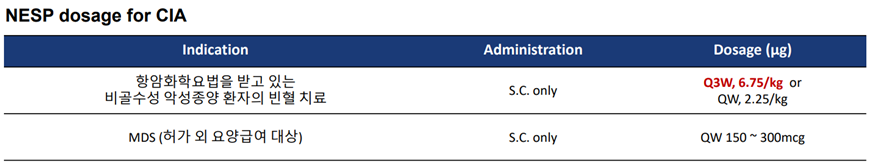 NESP dosage for CIA
Indication Administration Dosage (μg)
항암화학요법을 받고 있는
비골수성 악성종양 환자의 빈혈 치료
S.C. only
Q3W, 6.75/kg or
QW, 2.25/kg
MDS (허가 외 요양급여 대상) S.C. only QW 150 ~ 300mcg